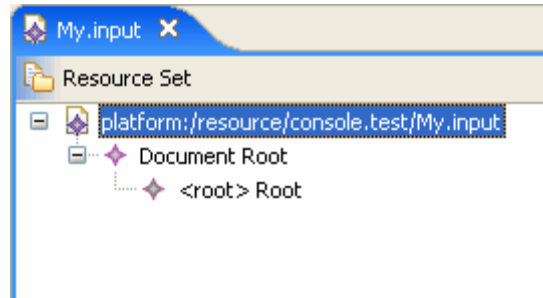 My.input
Resource Set
platform:/resource/console.test/My.input
Document Root
<root> Root